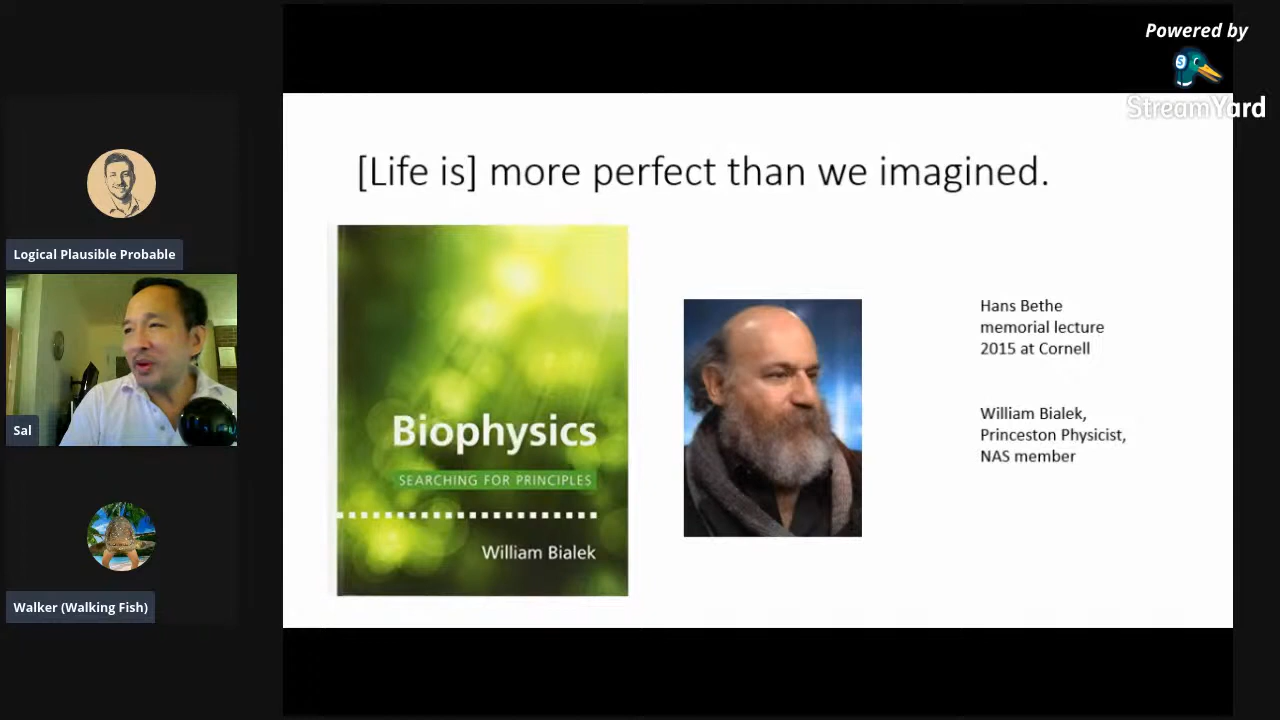 Powered by
S
StreamYard
Logical Plausible Probable
Sal
Walker (Walking Fish)
[Life is] more perfect than we imagined.
Biophysics
SEARCHING FOR PRINCIPLES
William Bialek
Hans Bethe
memorial lecture
2015 at Cornell
William Bialek,
Princeston Physicist,
NAS member